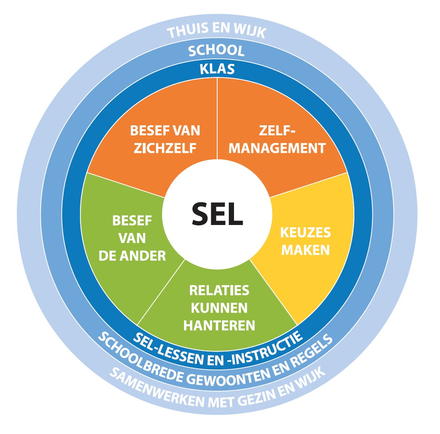 THUIS EN WIJK
SCHOOL
KLAS
BESEF VAN
ZICHZELF
ZELF-
MANAGEMENT
SEL
BESEF
VAN
DE ANDER
KEUZES
MAKEN
RELATIES
KUNNEN
HANTEREN
SEL-LESSEN EN -INSTRUCTIE
SCHOOLBREDE GEWOONTEN EN REGELS
SAMENWERKEN MET GEZIN EN WIJK